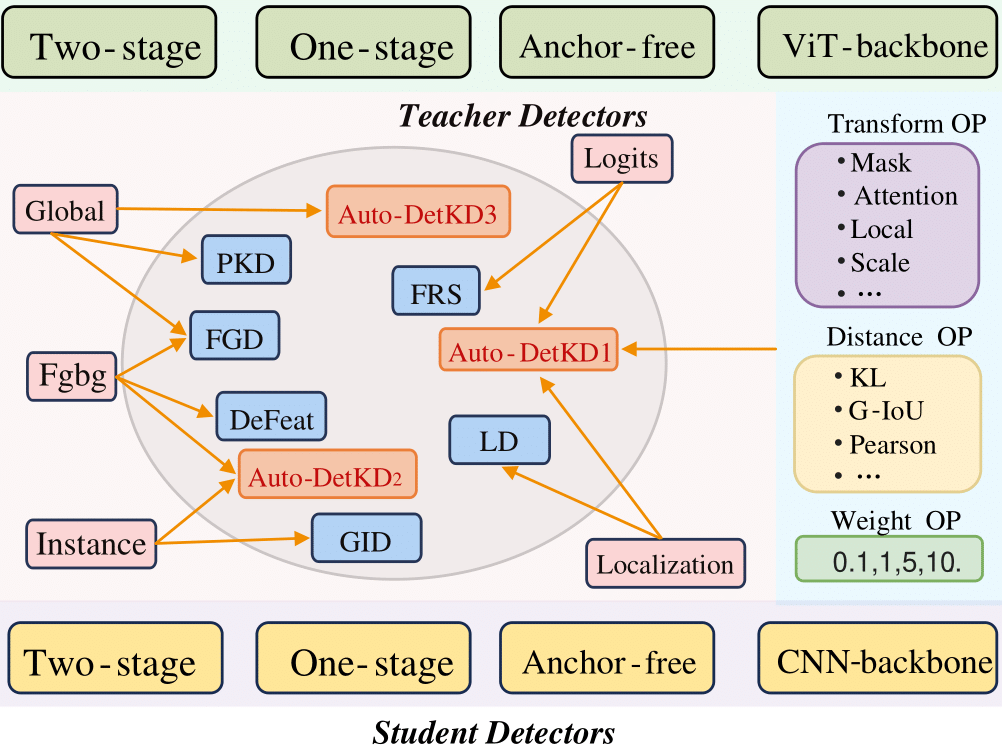 Two-stage
One-stage
Anchor-free
ViT-backbone
Teacher Detectors
Logits
Global
Auto-DetKD3
PKD
FRS
FGD
Auto-DetKD1
Fgbg
DeFeat
LD
Auto-DetKD2
Instance
GID
Localization
Transform OP
• Mask
• Attention
• Local
• Scale
• ...
Distance OP
• KL
• G-IoU
• Pearson
• ...
Weight OP
0.1,1,5,10.
Two-stage
One-stage
Anchor-free
CNN-backbone
Student Detectors